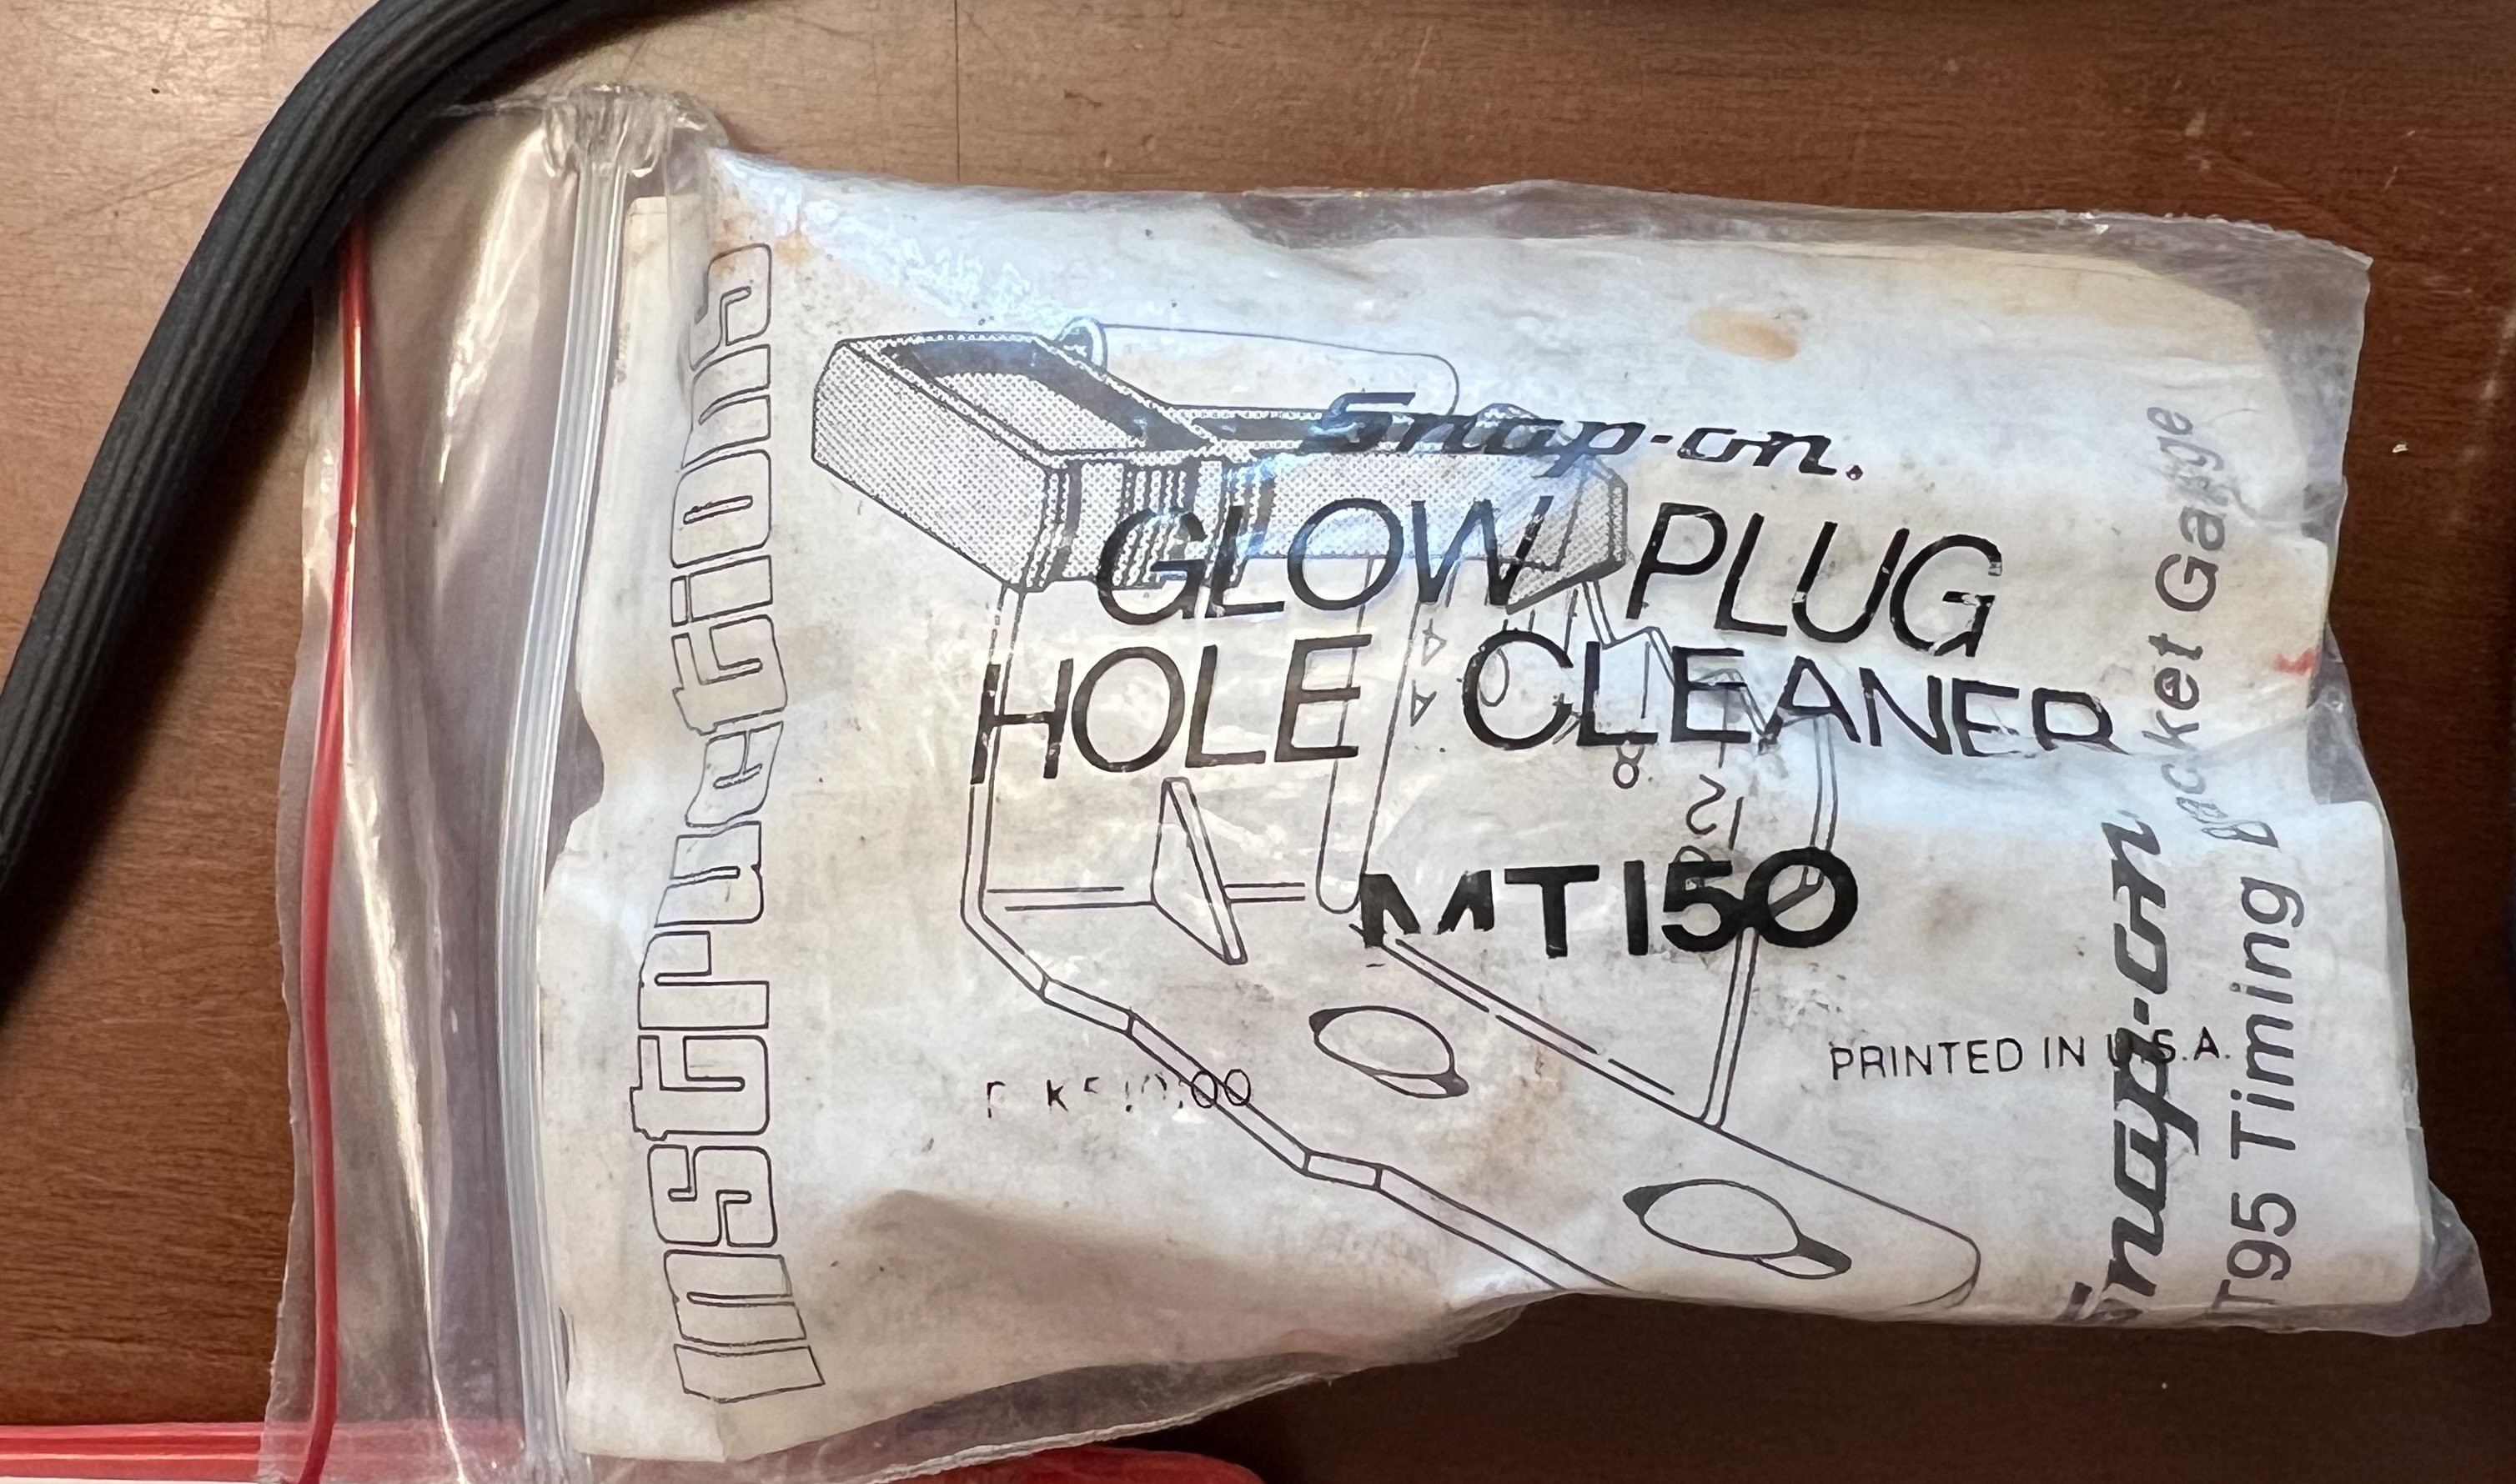 Snap-on.
GLOW PLUG
HOLE CLEANER
MT150
PRINTED IN U.S.A.
Instructions
Snap-on
T95 Timing Bracket Gauge